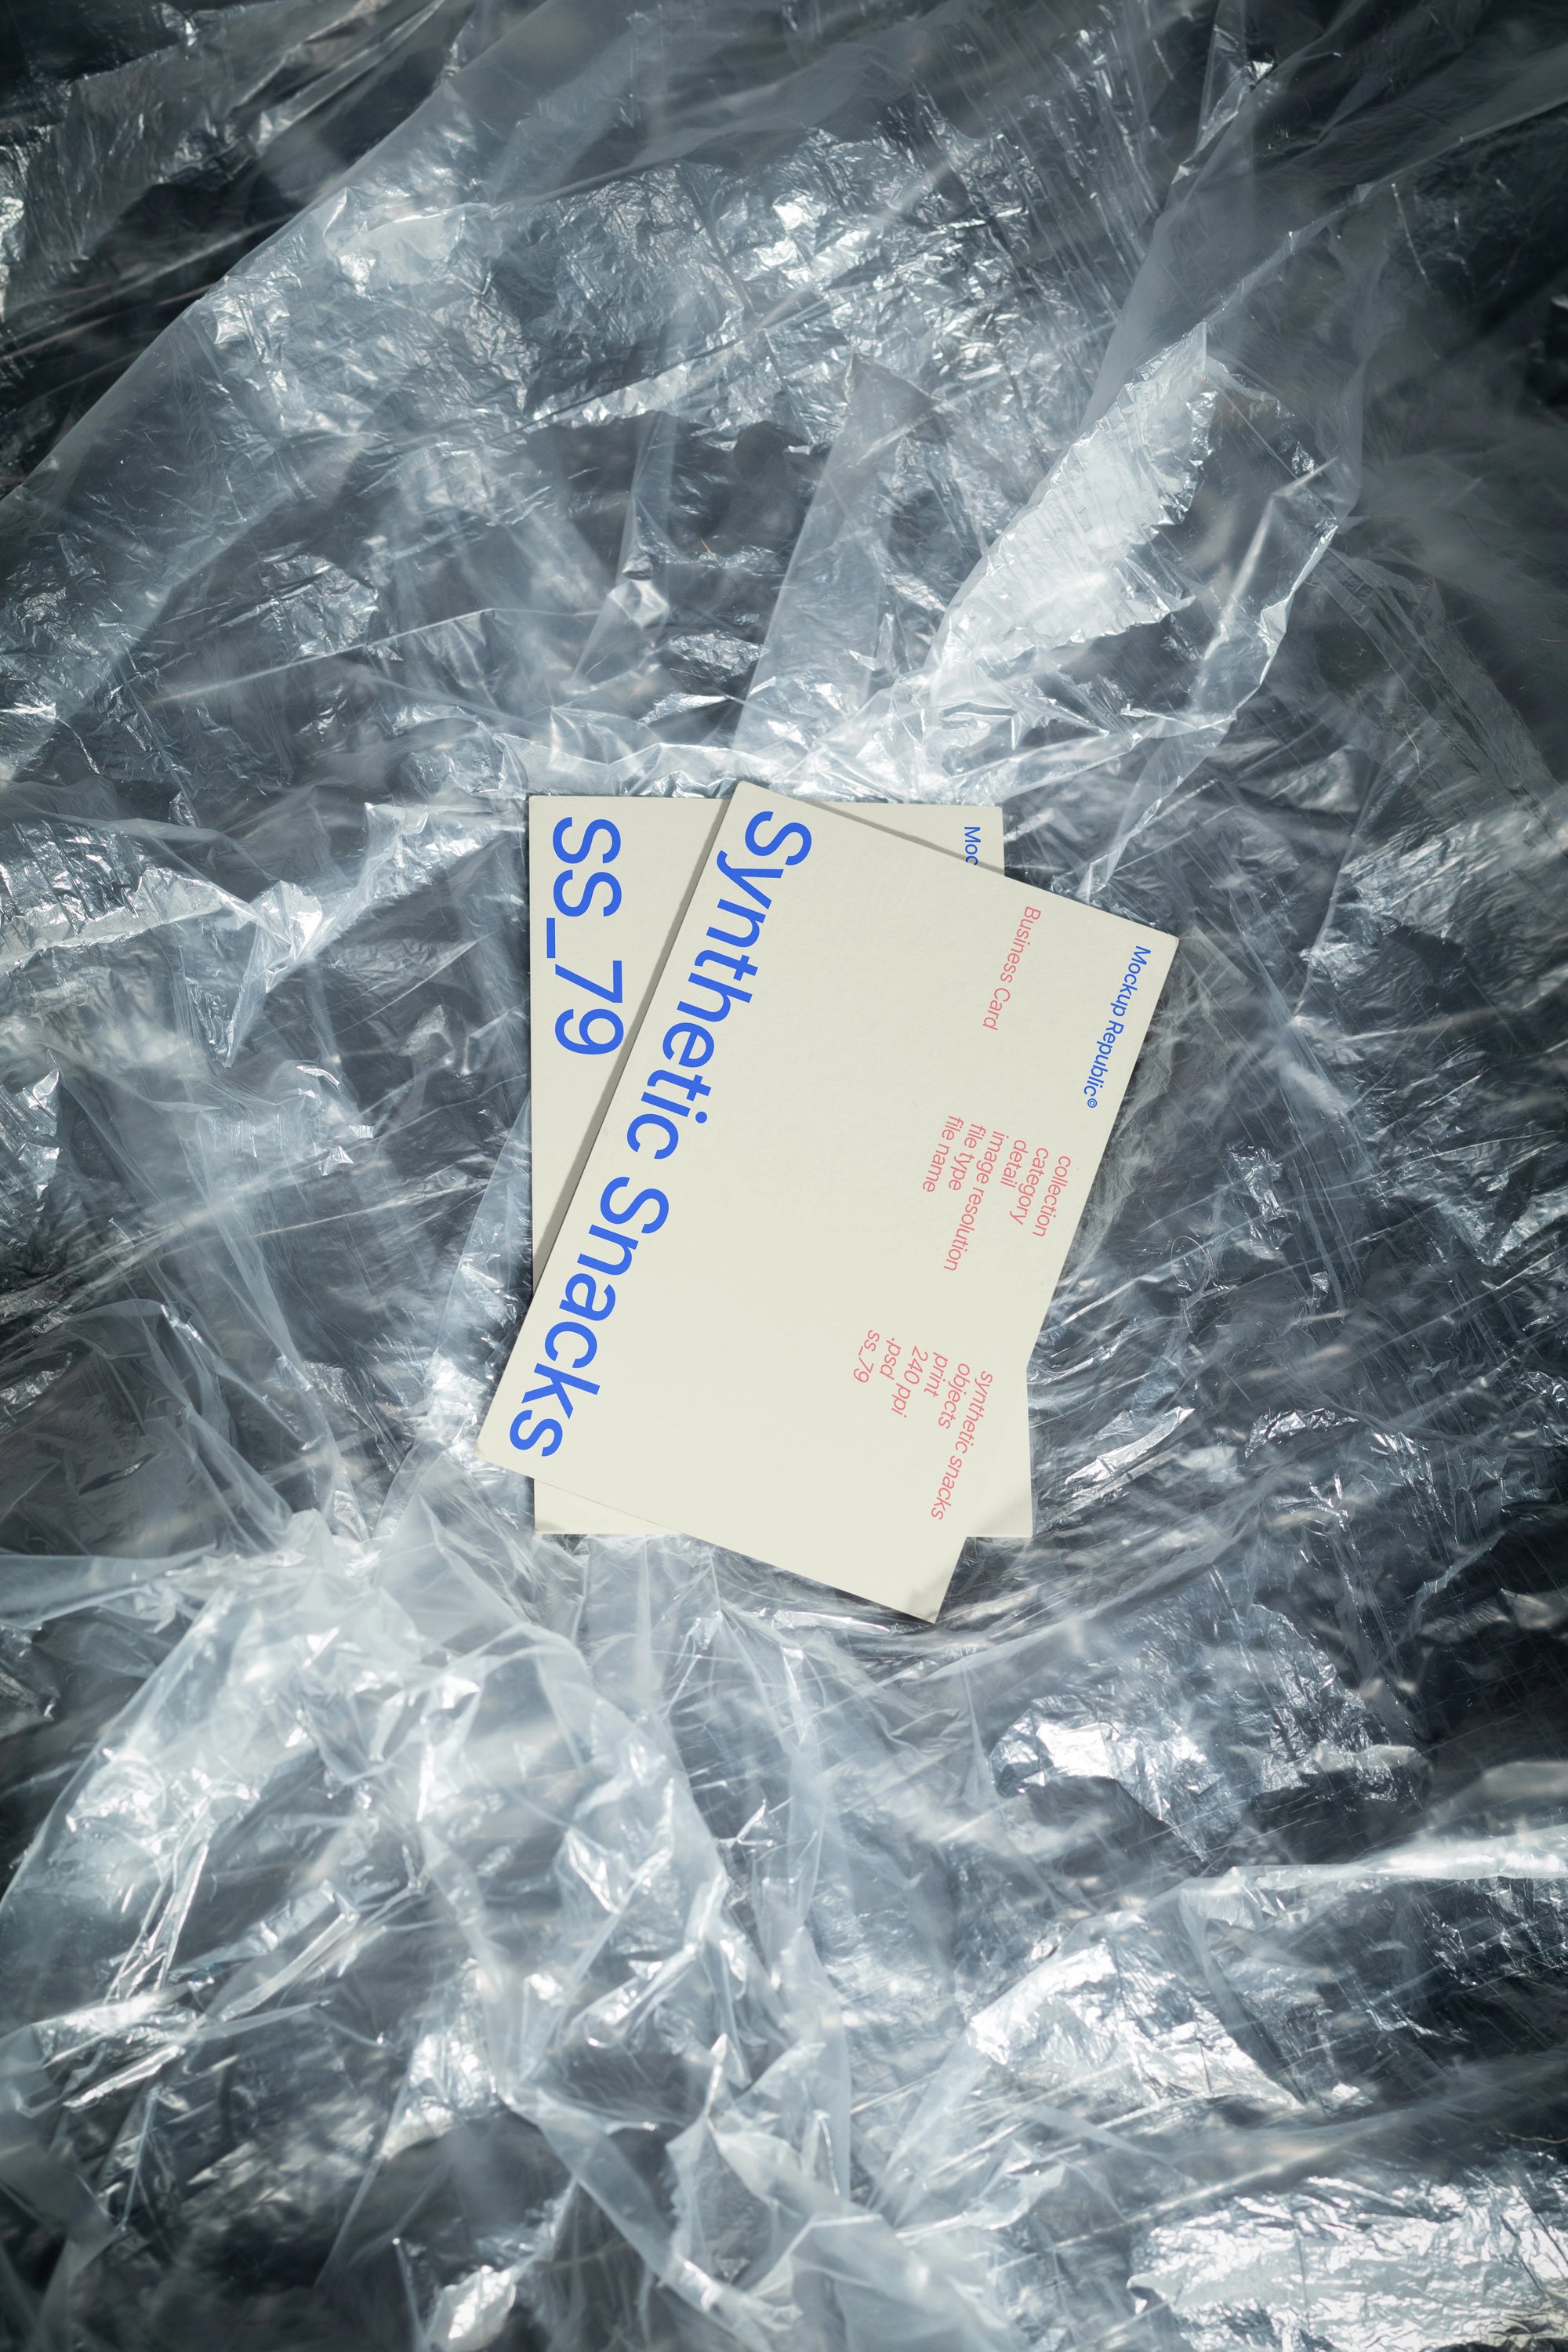 Mockup Republic®
Business Card
collection
category
detail
image resolution
file type
file name
synthetic snacks
objects
print
240 ppi
.psd
ss_79
Synthetic Snacks
Moc
SS_79